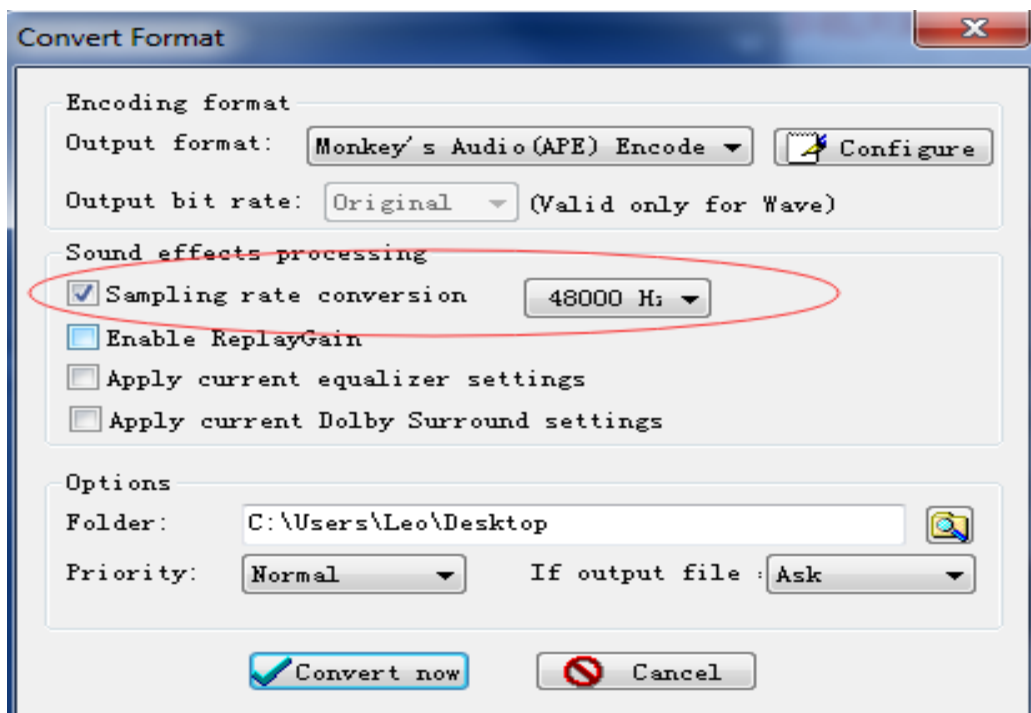 Convert Format
Encoding format
Output format: Monkey's Audio(APE) Encode Configure
Output bit rate: Original (Valid only for Wave)
Sound effects processing
Sampling rate conversion 48000 H
Enable ReplayGain
Apply current equalizer settings
Apply current Dolby Surround settings
Options
Folder: C:\Users\Leo\Desktop
Priority: Normal If output file : Ask
Convert now Cancel